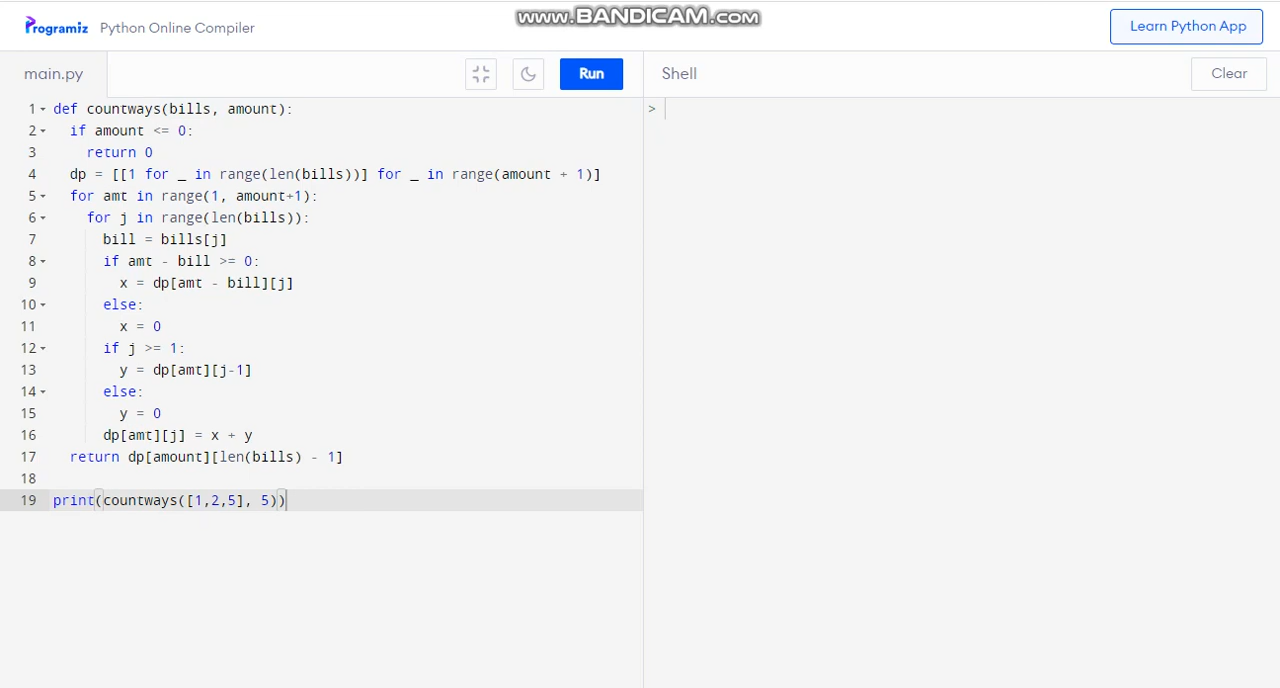 www.BANDICAM.com
Programiz Python Online Compiler Learn Python App
main.py Run Shell Clear
1 def countways(bills, amount):
2 if amount <= 0:
3 return 0
4 dp = [[1 for _ in range(len(bills))] for _ in range(amount + 1)]
5 for amt in range(1, amount+1):
6 for j in range(len(bills)):
7 bill = bills[j]
8 if amt - bill >= 0:
9 x = dp[amt - bill][j]
10 else:
11 x = 0
12 if j >= 1:
13 y = dp[amt][j-1]
14 else:
15 y = 0
16 dp[amt][j] = x + y
17 return dp[amount][len(bills) - 1]
18
19 print(countways([1,2,5], 5))
>